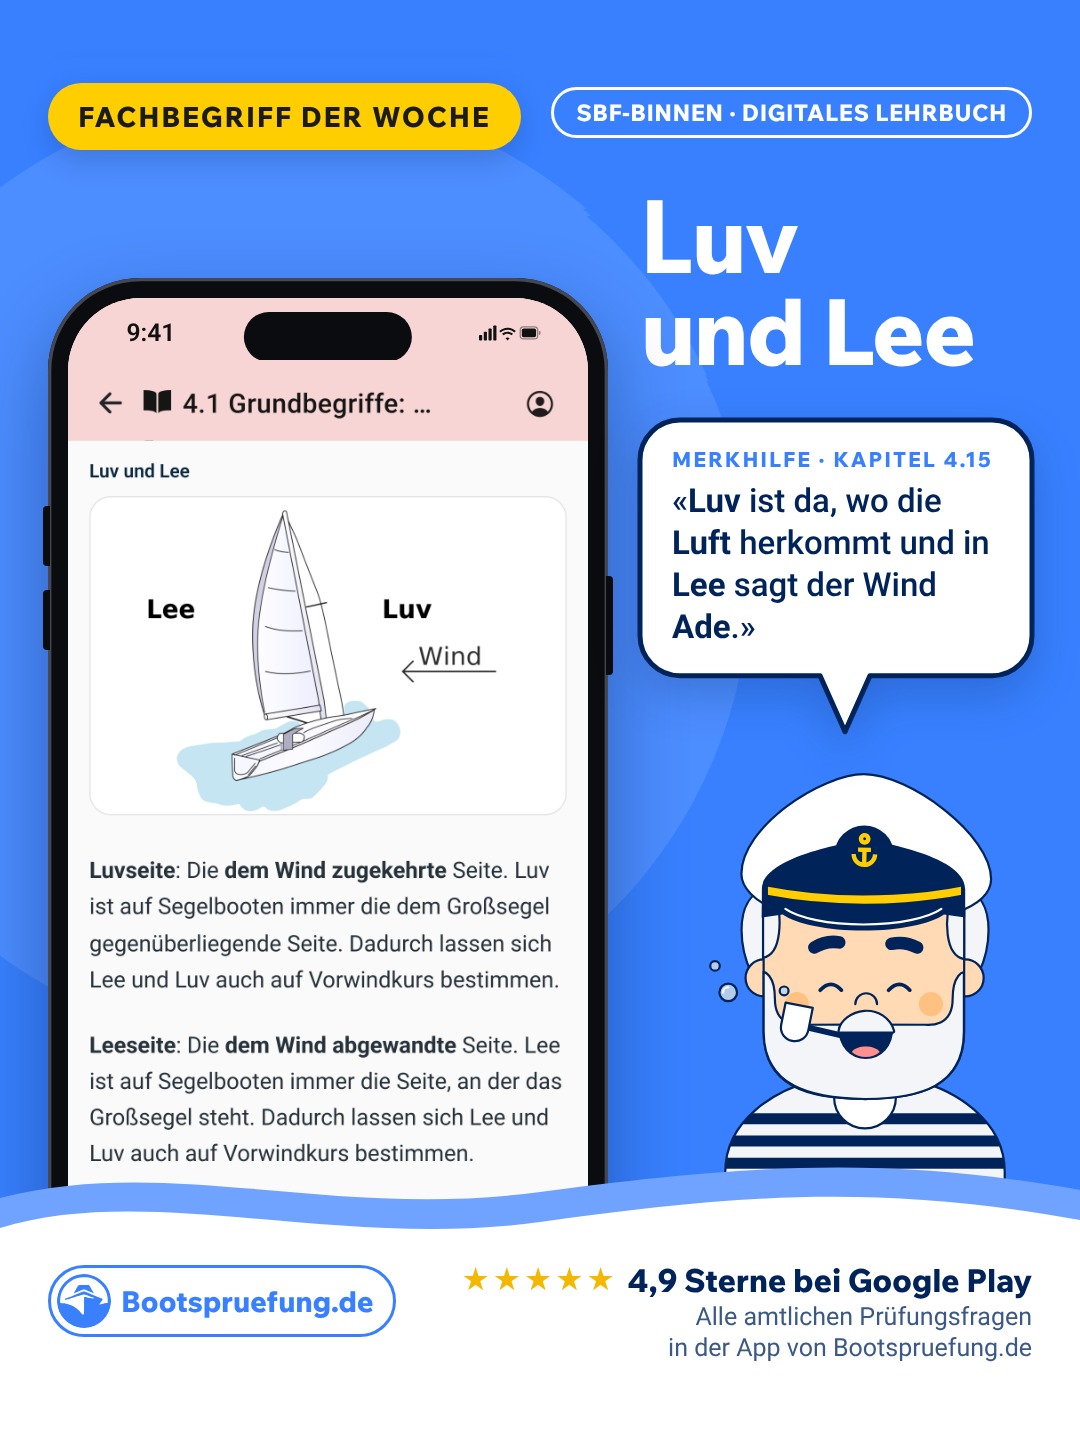 FACHBEGRIFF DER WOCHE
SBF-BINNEN · DIGITALES LEHRBUCH
Luv
und Lee
9:41
4.1 Grundbegriffe: ...
Luv und Lee
Lee
Luv
Wind
Luvseite: Die dem Wind zugekehrte Seite. Luv
ist auf Segelbooten immer die dem Großsegel
gegenüberliegende Seite. Dadurch lassen sich
Lee und Luv auch auf Vorwindkurs bestimmen.
Leeseite: Die dem Wind abgewandte Seite. Lee
ist auf Segelbooten immer die Seite, an der das
Großsegel steht. Dadurch lassen sich Lee und
Luv auch auf Vorwindkurs bestimmen.
MERKHILFE · KAPITEL 4.15
«Luv ist da, wo die
Luft herkommt und in
Lee sagt der Wind
Ade.»
Bootspruefung.de
★★★★★ 4,9 Sterne bei Google Play
Alle amtlichen Prüfungsfragen
in der App von Bootspruefung.de